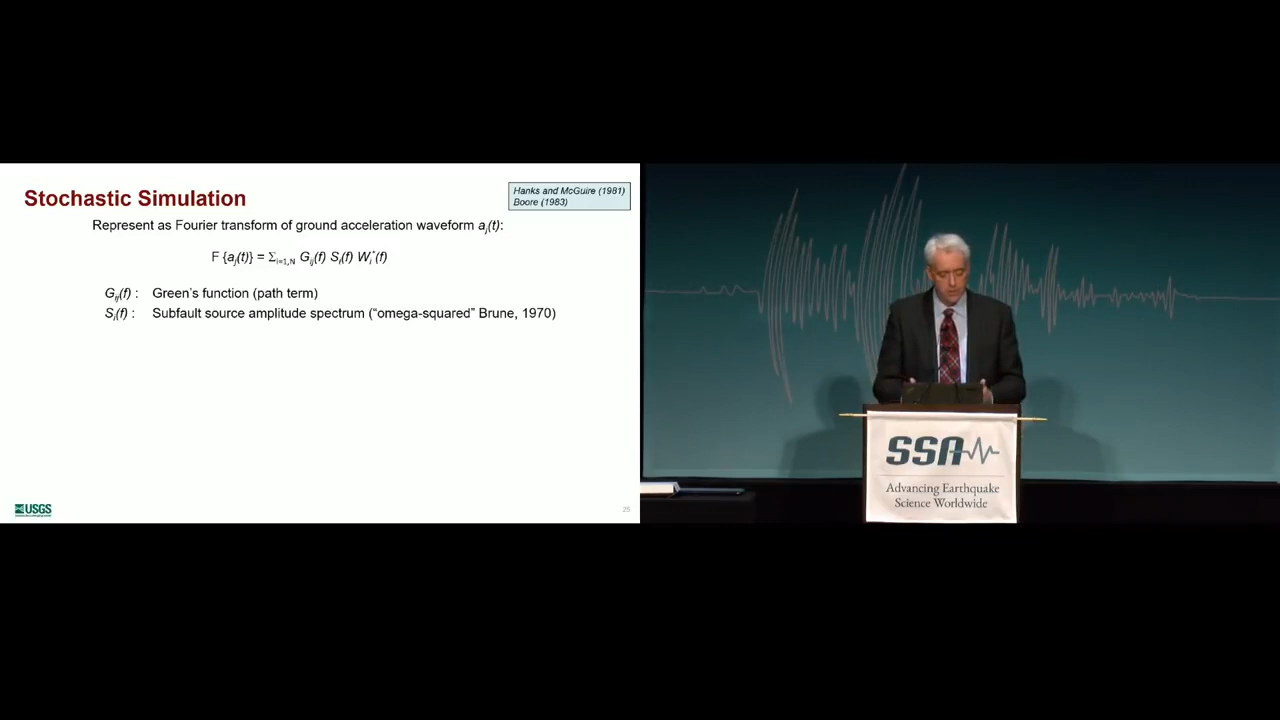 Stochastic Simulation
Hanks and McGuire (1981)
Boore (1983)
Represent as Fourier transform of ground acceleration waveform aⱼ(t):
F {aⱼ(t)} = Σi=1,N Gij(f) Si(f) Wi*(f)
Gij(f) : Green's function (path term)
Si(f) : Subfault source amplitude spectrum (“omega-squared” Brune, 1970)
USGS
25
SSA
Advancing Earthquake
Science Worldwide